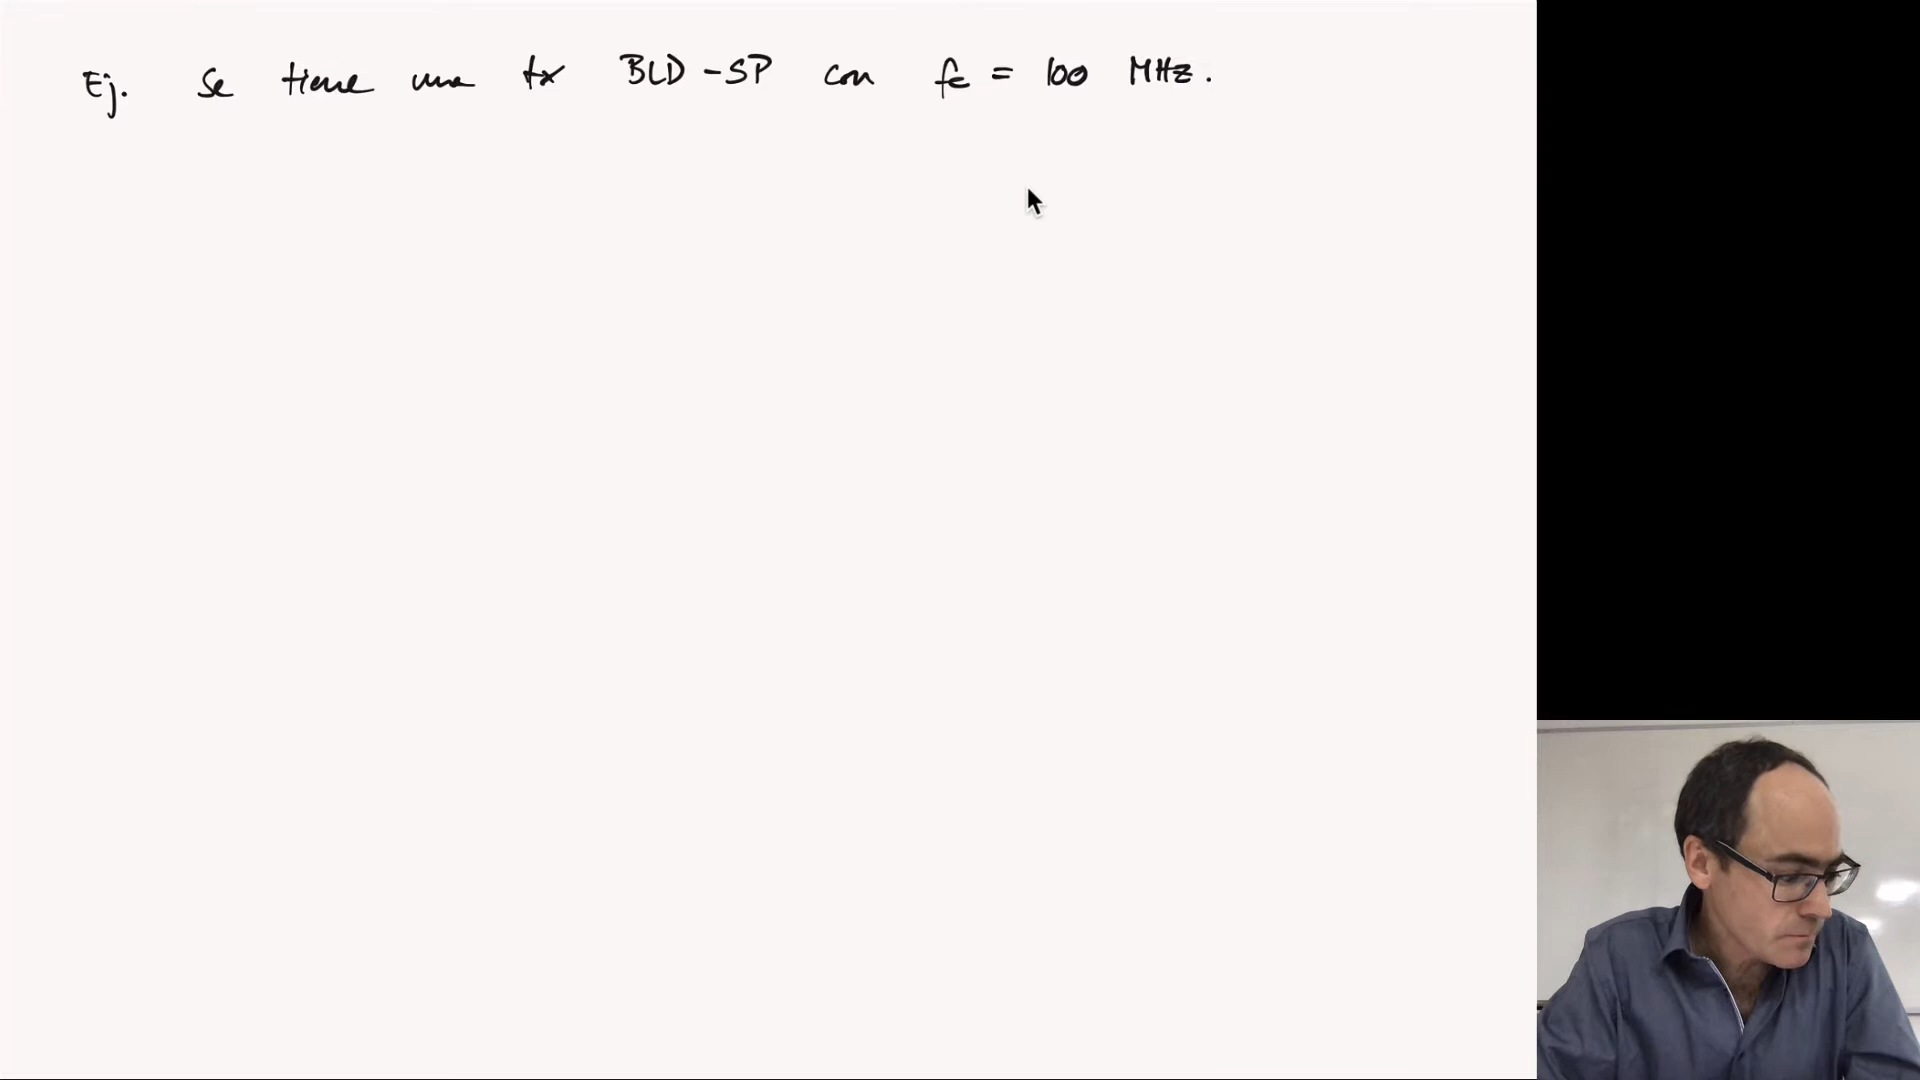 Ej. Se tiene una tx BLD-SP con fc = 100 MHz.